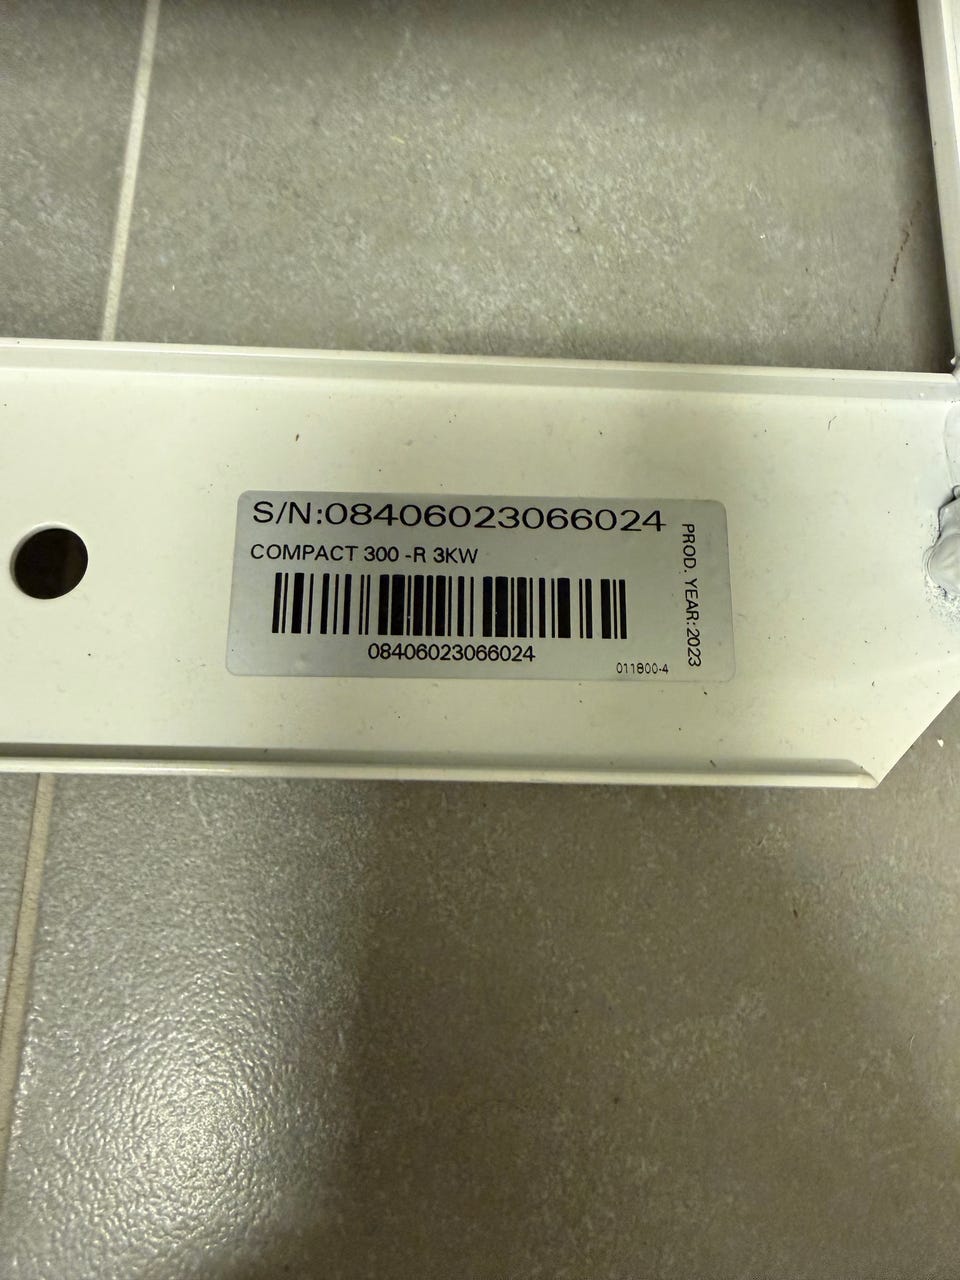 S/N:08406023066024
COMPACT 300 -R 3KW
08406023066024
011800-4
PROD. YEAR:2023